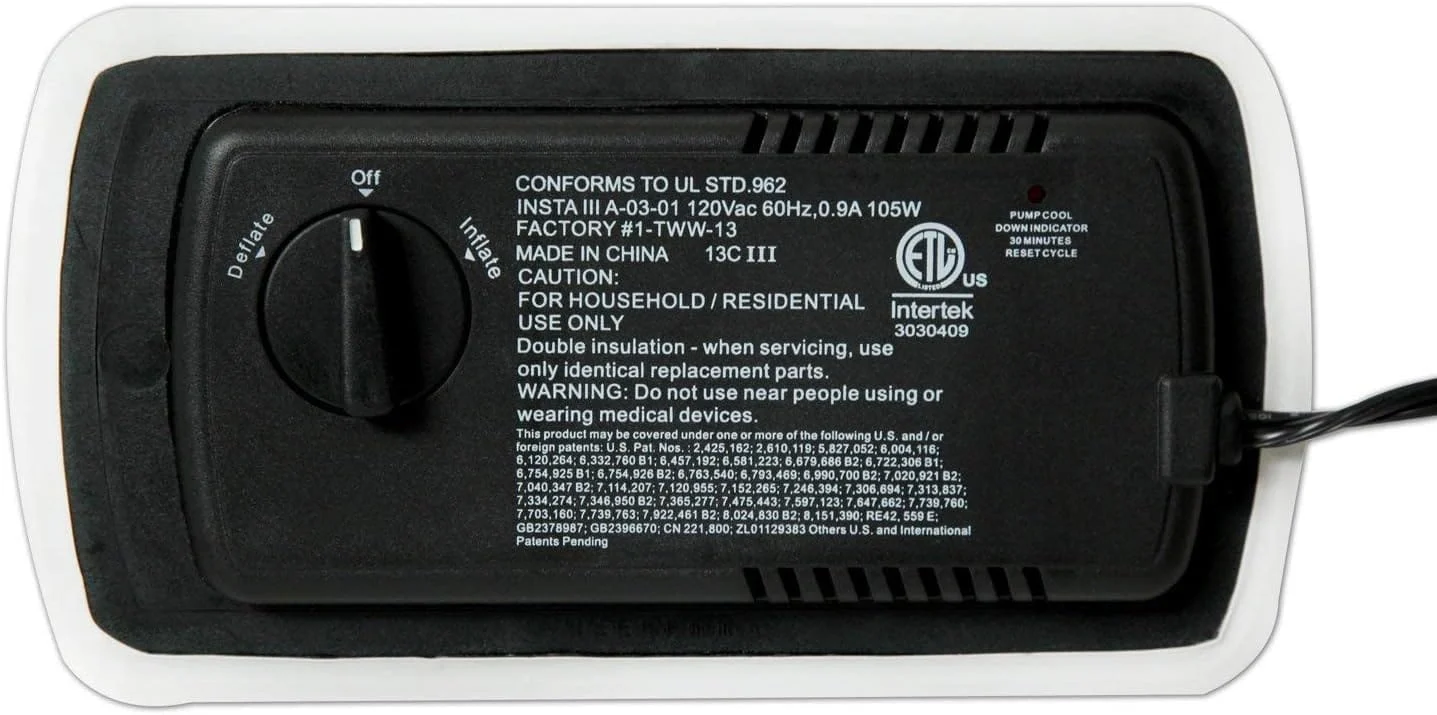 Off
Deflate
Inflate
CONFORMS TO UL STD.962
INSTA III A-03-01 120Vac 60Hz,0.9A 105W
FACTORY #1-TWW-13
MADE IN CHINA 13C III
CAUTION:
FOR HOUSEHOLD / RESIDENTIAL
USE ONLY
Double insulation - when servicing, use
only identical replacement parts.
WARNING: Do not use near people using or
wearing medical devices.
This product may be covered under one or more of the following U.S. and / or
foreign patents: U.S. Pat. Nos. : 2,425,162; 2,610,119; 5,827,052; 6,004,116;
6,120,264; 6,332,760 B1; 6,457,192; 6,581,223; 6,679,686 B2; 6,722,306 B1;
6,754,925 B1; 6,754,926 B2; 6,763,540; 6,793,469; 6,990,700 B2; 7,020,921 B2;
7,040,347 B2; 7,114,207; 7,120,955; 7,152,265; 7,246,394; 7,306,694; 7,313,837;
7,334,274; 7,346,950 B2; 7,365,277; 7,475,443; 7,597,123; 7,647,662; 7,739,760;
7,703,160; 7,739,763; 7,922,461 B2; 8,024,830 B2; 8,151,390; RE42, 559 E;
GB2378987; GB2396670; CN 221,800; ZL01129383 Others U.S. and International
Patents Pending
PUMP COOL
DOWN INDICATOR
30 MINUTES
RESET CYCLE
ETL
CM
LISTED
US
Intertek
3030409